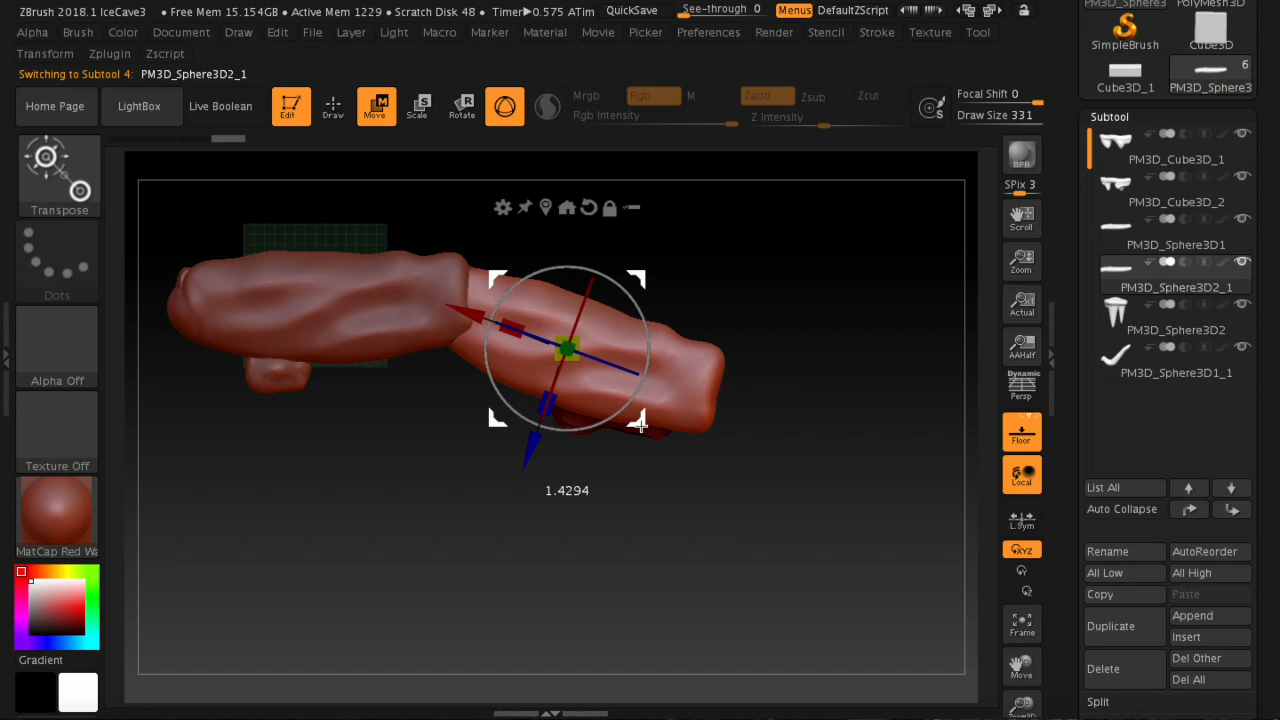 ZBrush 2018.1 IceCave3 • Free Mem 15.154GB • Active Mem 1229 • Scratch Disk 48 • Timer▶0.575 ATim QuickSave See-through 0 Menus DefaultZScript
Alpha Brush Color Document Draw Edit File Layer Light Macro Marker Material Movie Picker Preferences Render Stencil Stroke Texture Tool
Transform Zplugin Zscript
Switching to Subtool 4: PM3D_Sphere3D2_1
Home Page LightBox Live Boolean Edit Draw Move Scale Rotate
Mrgb Rgb M Zadd Zsub Zcut
Rgb Intensity Z Intensity
Focal Shift 0
Draw Size 331
Transpose
Dots
Alpha Off
Texture Off
MatCap Red Wa
Gradient
1.4294
BPR
SPix 3
Scroll
Zoom
Actual
AAHalf
Dynamic
Persp
Floor
Local
L.Sym
XYZ
Y
Z
Frame
Move
Zoom3D
PM3D_Sphere3 PolyMesh3D
SimpleBrush Cube3D
6
Cube3D_1 PM3D_Sphere3
Subtool
PM3D_Cube3D_1
PM3D_Cube3D_2
PM3D_Sphere3D1
PM3D_Sphere3D2_1
PM3D_Sphere3D2
PM3D_Sphere3D1_1
List All
Auto Collapse
Rename AutoReorder
All Low All High
Copy Paste
Duplicate Append
Insert
Delete Del Other
Del All
Split